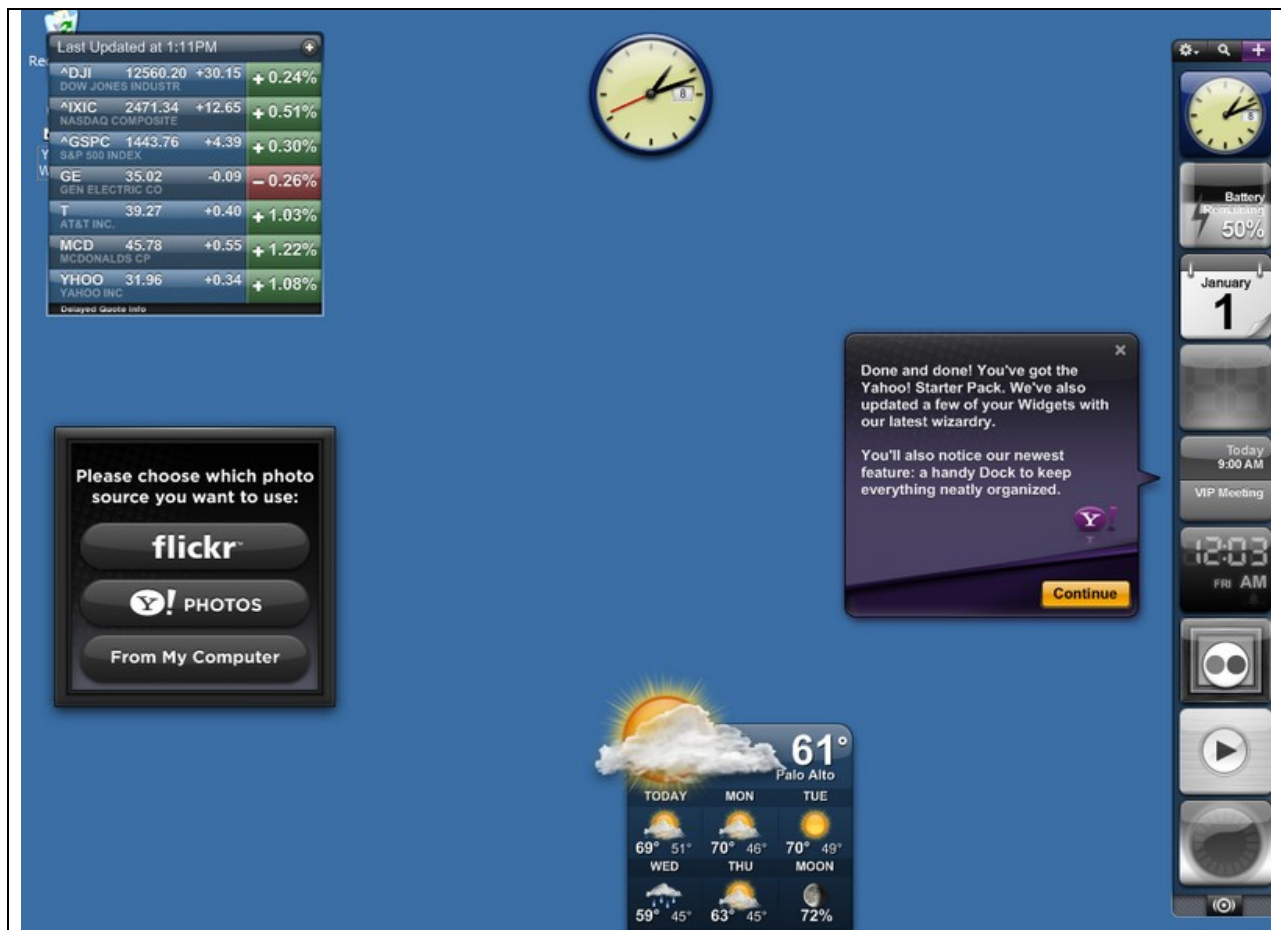 Last Updated at 1:11PM
^DJI 12560.20 +30.15 +0.24%
DOW JONES INDUSTR
^IXIC 2471.34 +12.65 +0.51%
NASDAQ COMPOSITE
^GSPC 1443.76 +4.39 +0.30%
S&P 500 INDEX
GE 35.02 -0.09 −0.26%
GEN ELECTRIC CO
T 39.27 +0.40 +1.03%
AT&T INC.
MCD 45.78 +0.55 +1.22%
MCDONALDS CP
YHOO 31.96 +0.34 +1.08%
YAHOO INC
Delayed Quote Info
8
Please choose which photo
source you want to use:
flickr™
Y! PHOTOS
From My Computer
Done and done! You've got the
Yahoo! Starter Pack. We've also
updated a few of your Widgets with
our latest wizardry.
You'll also notice our newest
feature: a handy Dock to keep
everything neatly organized.
Y!
Continue
61°
Palo Alto
TODAY MON TUE
69° 51° 70° 46° 70° 49°
WED THU MOON
59° 45° 63° 45° 72%
8
Battery
Remaining
50%
January
1
Today
9:00 AM
VIP Meeting
12:03
FRI AM